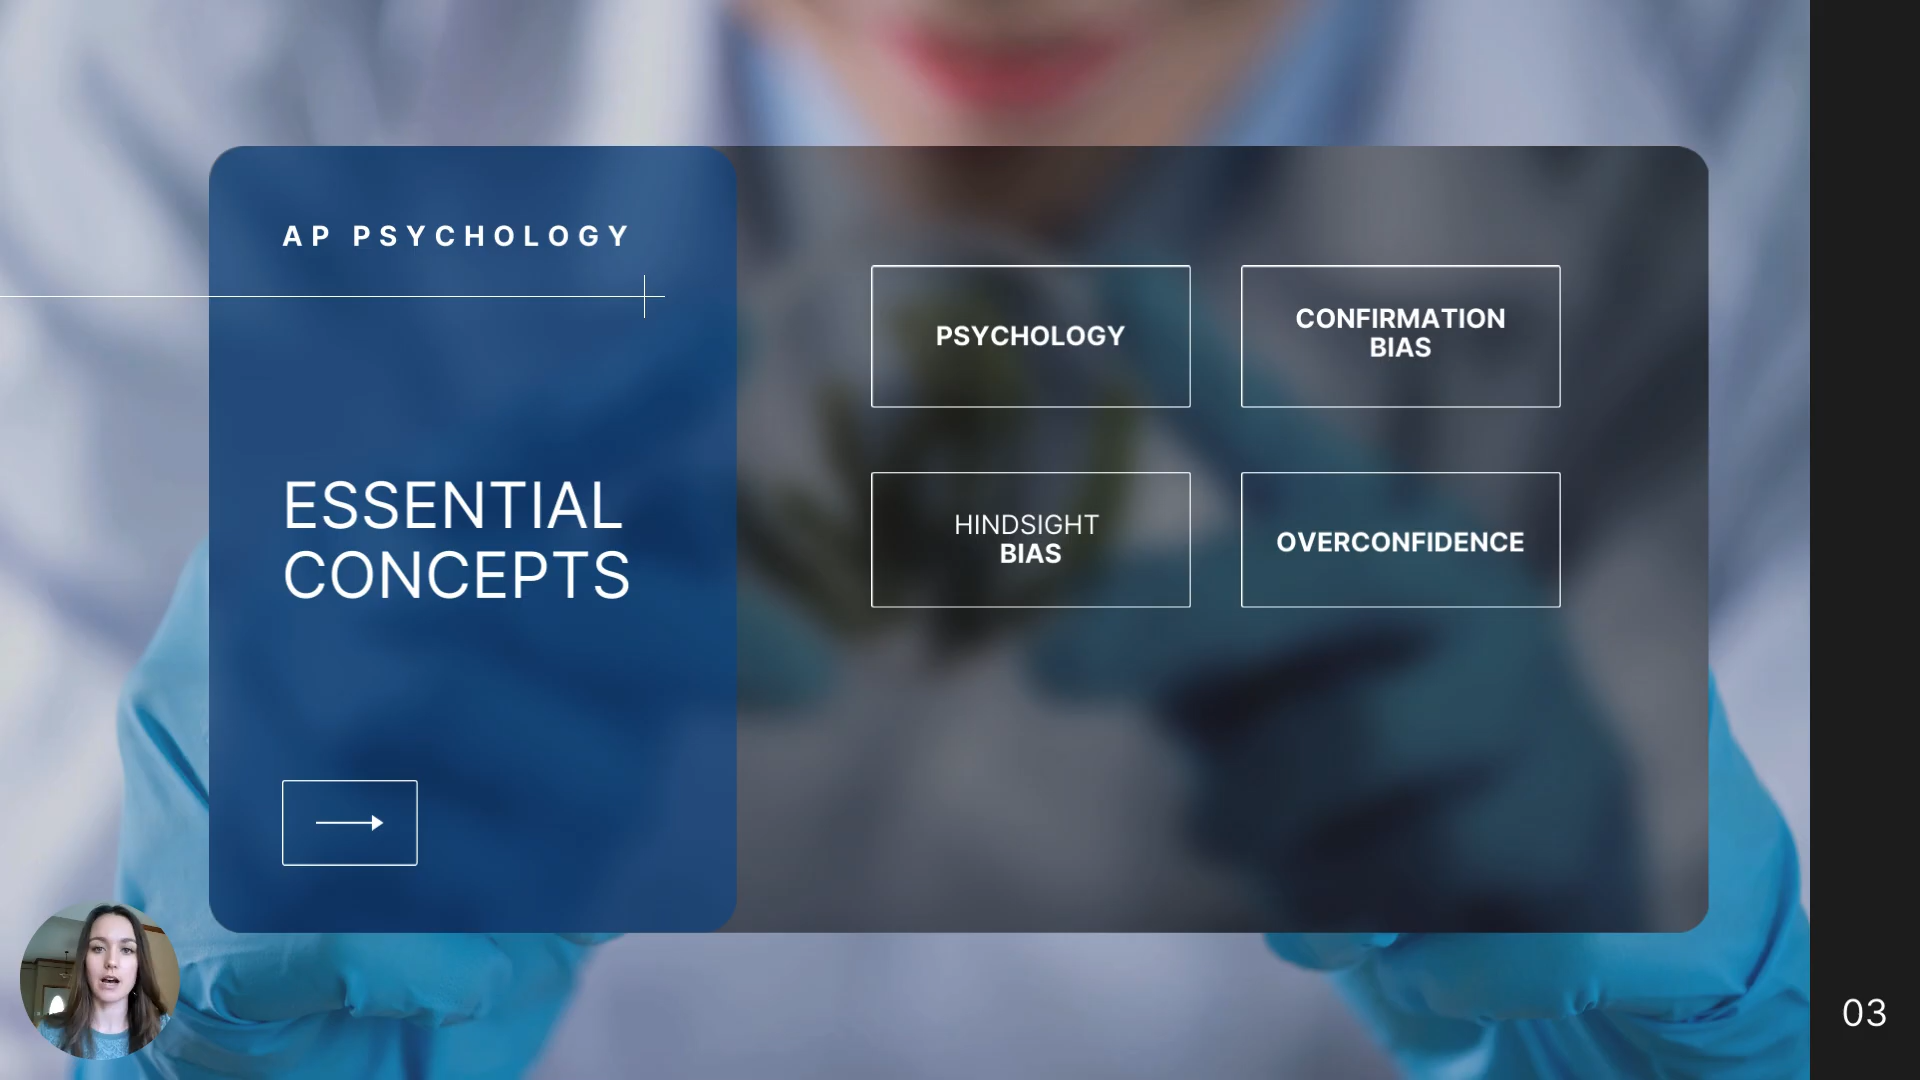 AP PSYCHOLOGY
ESSENTIAL
CONCEPTS
PSYCHOLOGY
CONFIRMATION
BIAS
HINDSIGHT
BIAS
OVERCONFIDENCE
03